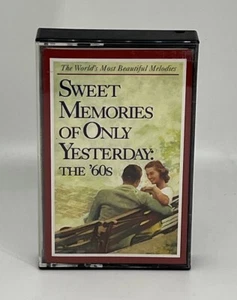 The World's Most Beautiful Melodies
SWEET
MEMORIES
OF ONLY
YESTERDAY:
THE '60s